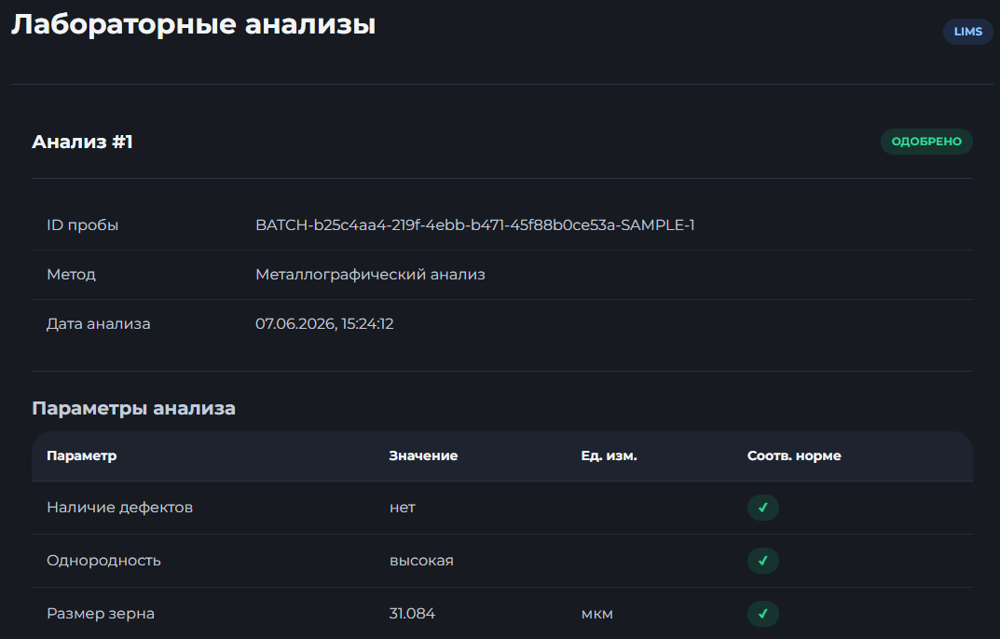 Лабораторные анализы
LIMS
Анализ #1
ОДОБРЕНО
ID пробы BATCH-b25c4aa4-219f-4ebb-b471-45f88b0ce53a-SAMPLE-1
Метод Металлографический анализ
Дата анализа 07.06.2026, 15:24:12
Параметры анализа
Параметр Значение Ед. изм. Соотв. норме
Наличие дефектов нет ✓
Однородность высокая ✓
Размер зерна 31.084 мкм ✓